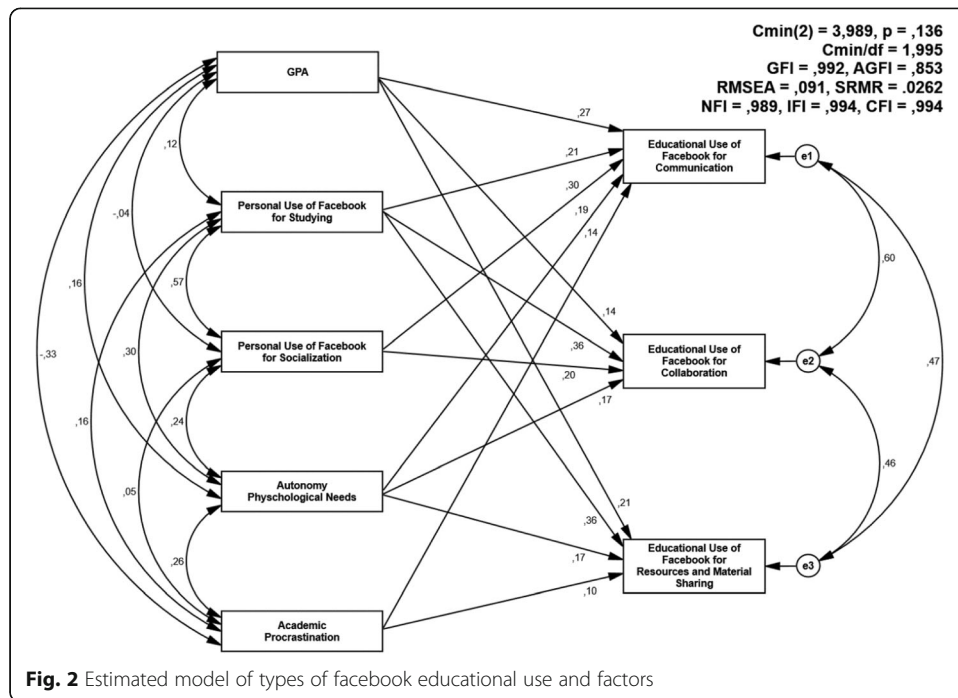 Cmin(2) = 3,989, p = ,136
Cmin/df = 1,995
GFI = ,992, AGFI = ,853
RMSEA = ,091, SRMR = .0262
NFI = ,989, IFI = ,994, CFI = ,994
GPA
,27
Educational Use of
Facebook for
Communication
e1
,12
,21
,30
Personal Use of Facebook
for Studying
,19
-,04
,14
,57
,60
,16
,14
Personal Use of Facebook
for Socialization
,30
,36
Educational Use of
Facebook for
Collaboration
e2
,47
-,33
,20
,16
,24
,17
,46
Autonomy
Physchological Needs
,05
,21
,36
,26
,17
Educational Use of
Facebook for
Resources and Material
Sharing
e3
,10
Academic
Procrastination
Fig. 2 Estimated model of types of facebook educational use and factors